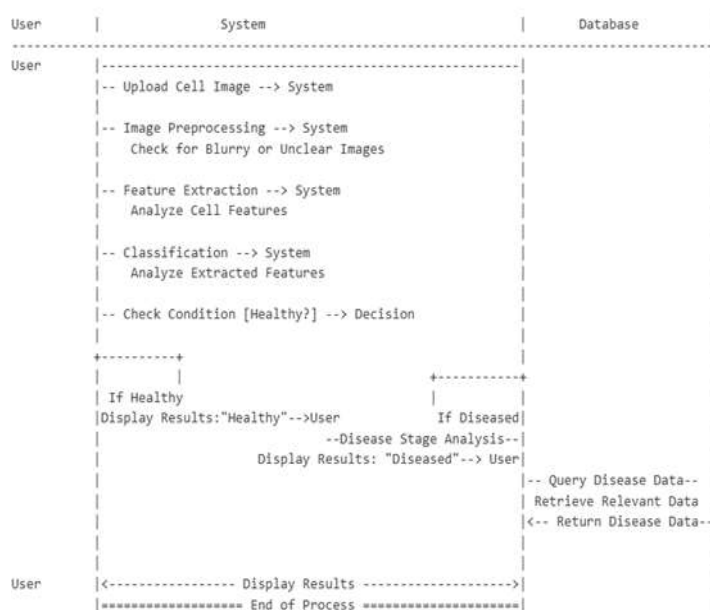 User | System | Database
User
-- Upload Cell Image --> System
-- Image Preprocessing --> System
Check for Blurry or Unclear Images
-- Feature Extraction --> System
Analyze Cell Features
-- Classification --> System
Analyze Extracted Features
-- Check Condition [Healthy?] --> Decision
If Healthy
Display Results:"Healthy"-->User If Diseased
--Disease Stage Analysis--
Display Results: "Diseased"--> User
-- Query Disease Data--
Retrieve Relevant Data
<-- Return Disease Data--
User |<----------------- Display Results -------------------->|
|================== End of Process ===================|